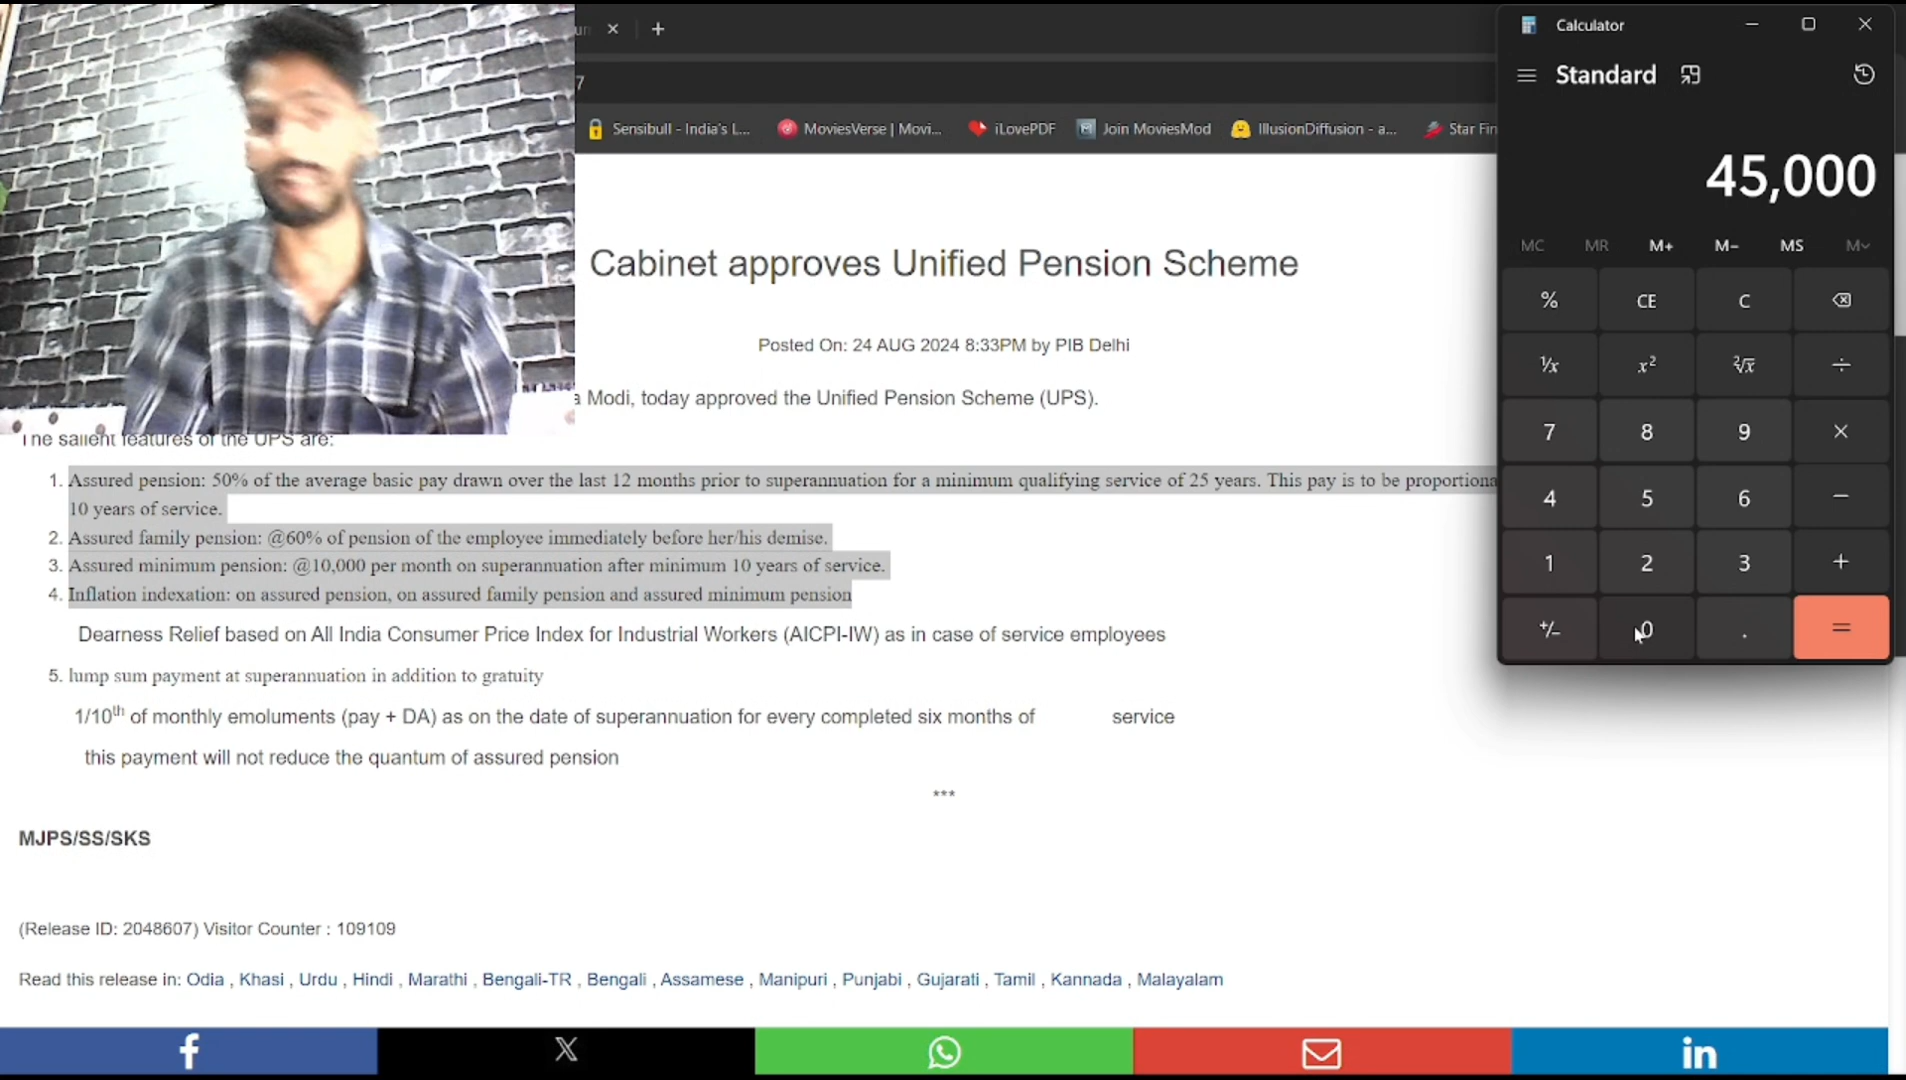 7
Sensibull - India's L...
MoviesVerse | Movi...
iLovePDF
Join MoviesMod
IllusionDiffusion - a...
Star Fin
Cabinet approves Unified Pension Scheme
Posted On: 24 AUG 2024 8:33PM by PIB Delhi
a Modi, today approved the Unified Pension Scheme (UPS).
The salient features of the UPS are:
1. Assured pension: 50% of the average basic pay drawn over the last 12 months prior to superannuation for a minimum qualifying service of 25 years. This pay is to be proportiona
10 years of service.
2. Assured family pension: @60% of pension of the employee immediately before her/his demise.
3. Assured minimum pension: @10,000 per month on superannuation after minimum 10 years of service.
4. Inflation indexation: on assured pension, on assured family pension and assured minimum pension
Dearness Relief based on All India Consumer Price Index for Industrial Workers (AICPI-IW) as in case of service employees
5. lump sum payment at superannuation in addition to gratuity
1/10th of monthly emoluments (pay + DA) as on the date of superannuation for every completed six months of service
this payment will not reduce the quantum of assured pension
***
MJPS/SS/SKS
(Release ID: 2048607) Visitor Counter : 109109
Read this release in: Odia , Khasi , Urdu , Hindi , Marathi , Bengali-TR , Bengali , Assamese , Manipuri , Punjabi , Gujarati , Tamil , Kannada , Malayalam
Calculator
Standard
45,000
MC MR M+ M- MS M
% CE C
1/x x² ²√x ÷
7 8 9 ×
4 5 6 −
1 2 3 +
+/- 0 . =